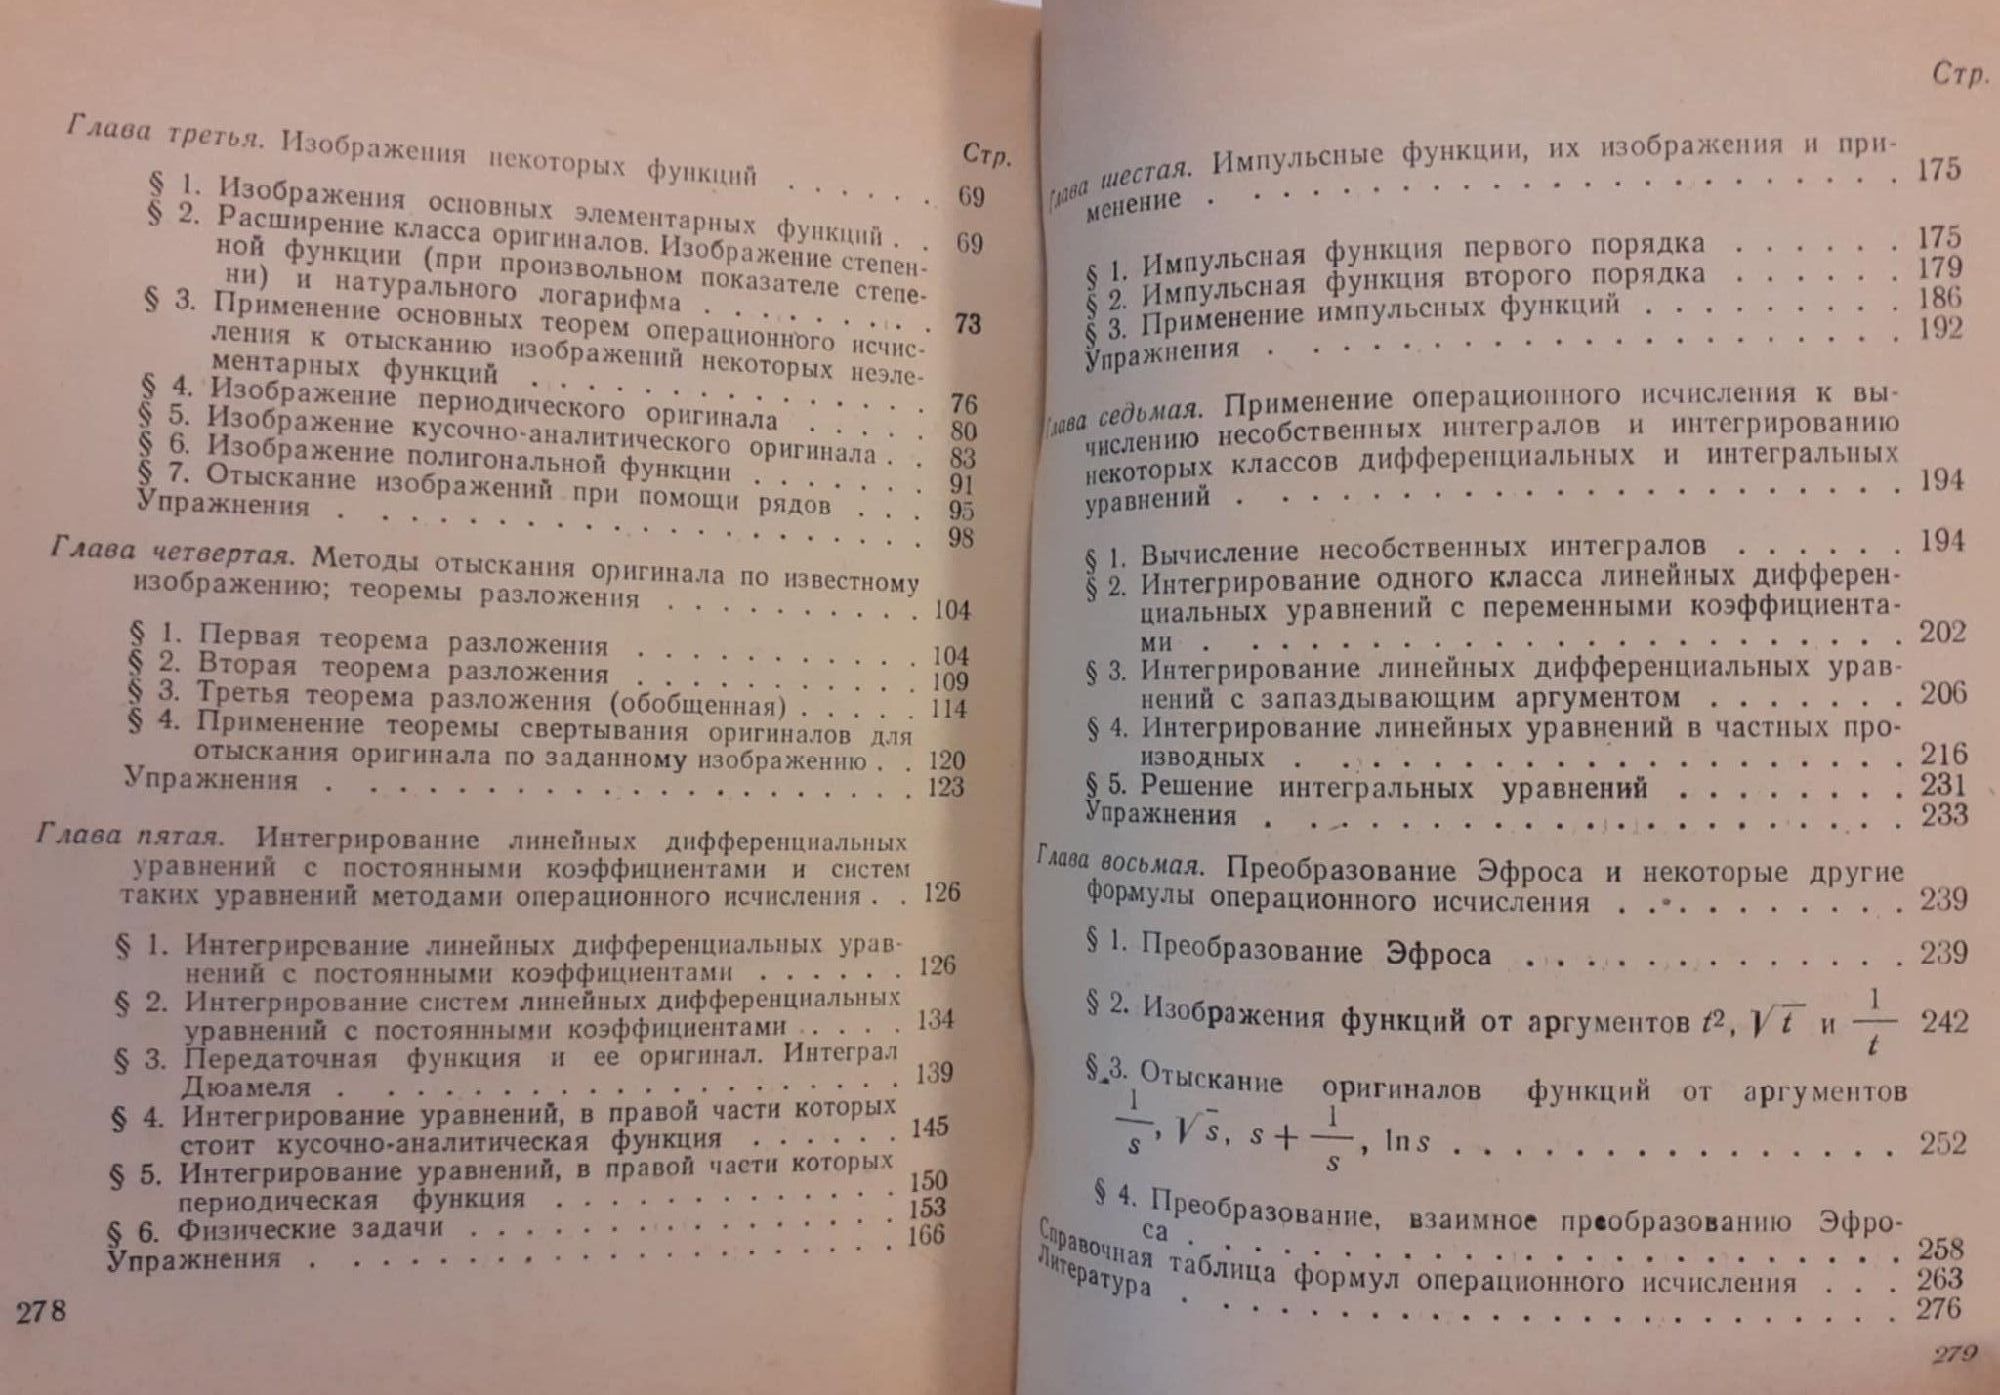 Стр.
Глава третья. Изображения некоторых функций . . . . . 69
§ 1. Изображения основных элементарных функций . . 69
§ 2. Расширение класса оригиналов. Изображение степен-
ной функции (при произвольном показателе степе-
ни) и натурального логарифма . . . . . . . . 73
§ 3. Применение основных теорем операционного исчис-
ления к отысканию изображений некоторых неэле-
ментарных функций . . . . . . . . . . . . 76
§ 4. Изображение периодического оригинала . . . . . 80
§ 5. Изображение кусочно-аналитического оригинала . . 83
§ 6. Изображение полигональной функции . . . . . . 91
§ 7. Отыскание изображений при помощи рядов . . . 95
Упражнения . . . . . . . . . . . . . . . . 98
Глава четвертая. Методы отыскания оригинала по известному
изображению; теоремы разложения . . . . . . . . . 104
§ 1. Первая теорема разложения . . . . . . . . . . 104
§ 2. Вторая теорема разложения . . . . . . . . . . 109
§ 3. Третья теорема разложения (обобщенная) . . . . . 114
§ 4. Применение теоремы свертывания оригиналов для
отыскания оригинала по заданному изображению . . 120
Упражнения . . . . . . . . . . . . . . . . 123
Глава пятая. Интегрирование линейных дифференциальных
уравнений с постоянными коэффициентами и систем
таких уравнений методами операционного исчисления . . 126
§ 1. Интегрирование линейных дифференциальных урав-
нений с постоянными коэффициентами . . . . . . 126
§ 2. Интегрирование систем линейных дифференциальных
уравнений с постоянными коэффициентами . . . . . 134
§ 3. Передаточная функция и ее оригинал. Интеграл
Дюамеля . . . . . . . . . . . . . . . . . 139
§ 4. Интегрирование уравнений, в правой части которых
стоит кусочно-аналитическая функция . . . . . . 145
§ 5. Интегрирование уравнений, в правой части которых
периодическая функция . . . . . . . . . . . 150
§ 6. Физические задачи . . . . . . . . . . . . . 153
Упражнения . . . . . . . . . . . . . . . . 166
278
Стр.
Глава шестая. Импульсные функции, их изображения и при-
менение . . . . . . . . . . . . . . . . . . 175
§ 1. Импульсная функция первого порядка . . . . . . 175
§ 2. Импульсная функция второго порядка . . . . . . 179
§ 3. Применение импульсных функций . . . . . . . . 186
Упражнения . . . . . . . . . . . . . . . . 192
Глава седьмая. Применение операционного исчисления к вы-
числению несобственных интегралов и интегрированию
некоторых классов дифференциальных и интегральных
уравнений . . . . . . . . . . . . . . . . . 194
§ 1. Вычисление несобственных интегралов . . . . . . 194
§ 2. Интегрирование одного класса линейных дифферен-
циальных уравнений с переменными коэффициента-
ми . . . . . . . . . . . . . . . . . . . 202
§ 3. Интегрирование линейных дифференциальных урав-
нений с запаздывающим аргументом . . . . . . . 206
§ 4. Интегрирование линейных уравнений в частных про-
изводных . . . . . . . . . . . . . . . . . 216
§ 5. Решение интегральных уравнений . . . . . . . . 231
Упражнения . . . . . . . . . . . . . . . . 233
Глава восьмая. Преобразование Эфроса и некоторые другие
формулы операционного исчисления . . . . . . . . . 239
§ 1. Преобразование Эфроса . . . . . . . . . . . . 239
§ 2. Изображения функций от аргументов t², √t и 1/t 242
§ 3. Отыскание оригиналов функций от аргументов
1/s, √s, s + 1/s, ln s . . . . . . . . . . . . . . 252
§ 4. Преобразование, взаимное преобразованию Эфро-
са . . . . . . . . . . . . . . . . . . . 258
Справочная таблица формул операционного исчисления . . . 263
Литература . . . . . . . . . . . . . . . . . 276
279